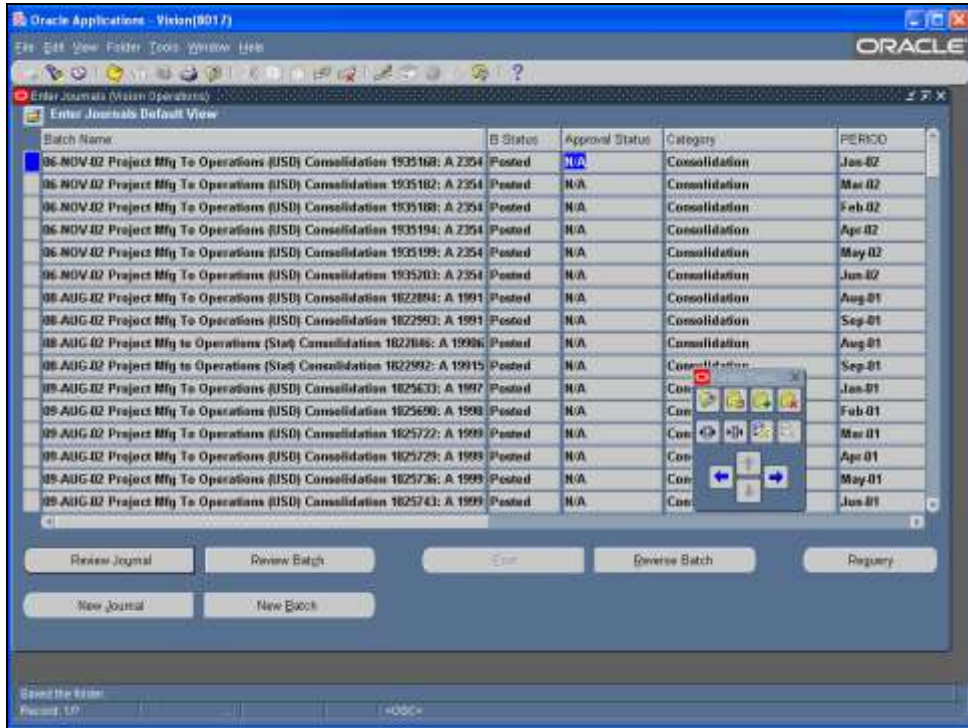 Oracle Applications - Vision(8017)
File Edit View Folder Tools Window Help
ORACLE
Enter Journals (Vision Operations)
Enter Journals Default View
Batch Name B Status Approval Status Category PERIOD
06-NOV-02 Project Mfg To Operations (USD) Consolidation 1935168: A 2354 Posted N/A Consolidation Jan-02
06-NOV-02 Project Mfg To Operations (USD) Consolidation 1935182: A 2354 Posted N/A Consolidation Mar-02
06-NOV-02 Project Mfg To Operations (USD) Consolidation 1935188: A 2354 Posted N/A Consolidation Feb-02
06-NOV-02 Project Mfg To Operations (USD) Consolidation 1935194: A 2354 Posted N/A Consolidation Apr-02
06-NOV-02 Project Mfg To Operations (USD) Consolidation 1935199: A 2354 Posted N/A Consolidation May-02
06-NOV-02 Project Mfg To Operations (USD) Consolidation 1935203: A 2354 Posted N/A Consolidation Jun-02
08-AUG-02 Project Mfg To Operations (USD) Consolidation 1822894: A 1991 Posted N/A Consolidation Aug-01
08-AUG-02 Project Mfg To Operations (USD) Consolidation 1822993: A 1991 Posted N/A Consolidation Sep-01
08-AUG-02 Project Mfg to Operations (Stat) Consolidation 1822846: A 19906 Posted N/A Consolidation Aug-01
08-AUG-02 Project Mfg to Operations (Stat) Consolidation 1822992: A 19915 Posted N/A Consolidation Sep-01
09-AUG-02 Project Mfg To Operations (USD) Consolidation 1825633: A 1997 Posted N/A Con Jan-01
09-AUG-02 Project Mfg To Operations (USD) Consolidation 1825690: A 1998 Posted N/A Con Feb-01
09-AUG-02 Project Mfg To Operations (USD) Consolidation 1825722: A 1999 Posted N/A Con Mar-01
09-AUG-02 Project Mfg To Operations (USD) Consolidation 1825729: A 1999 Posted N/A Con Apr-01
09-AUG-02 Project Mfg To Operations (USD) Consolidation 1825736: A 1999 Posted N/A Con May-01
09-AUG-02 Project Mfg To Operations (USD) Consolidation 1825743: A 1999 Posted N/A Con Jun-01
Review Journal Review Batch Post Reverse Batch Requery
New Journal New Batch
Saved the folder.
Record: 1/? ... <OSC>